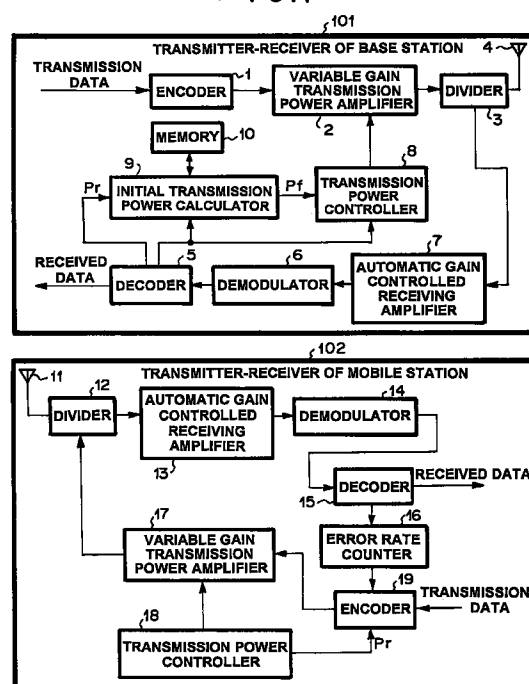 101
TRANSMITTER-RECEIVER OF BASE STATION
4
TRANSMISSION
DATA
1
ENCODER
VARIABLE GAIN
TRANSMISSION
POWER AMPLIFIER
2
DIVIDER
3
MEMORY
10
9
Pr
INITIAL TRANSMISSION
POWER CALCULATOR
Pf
8
TRANSMISSION
POWER
CONTROLLER
RECEIVED
DATA
5
DECODER
6
DEMODULATOR
7
AUTOMATIC GAIN
CONTROLLED
RECEIVING
AMPLIFIER
102
TRANSMITTER-RECEIVER OF MOBILE STATION
11
12
DIVIDER
AUTOMATIC GAIN
CONTROLLED
RECEIVING
AMPLIFIER
13
14
DEMODULATOR
DECODER
15
RECEIVED DATA
16
ERROR RATE
COUNTER
17
VARIABLE GAIN
TRANSMISSION
POWER AMPLIFIER
19
ENCODER
TRANSMISSION
DATA
18
TRANSMISSION POWER
CONTROLLER
Pr